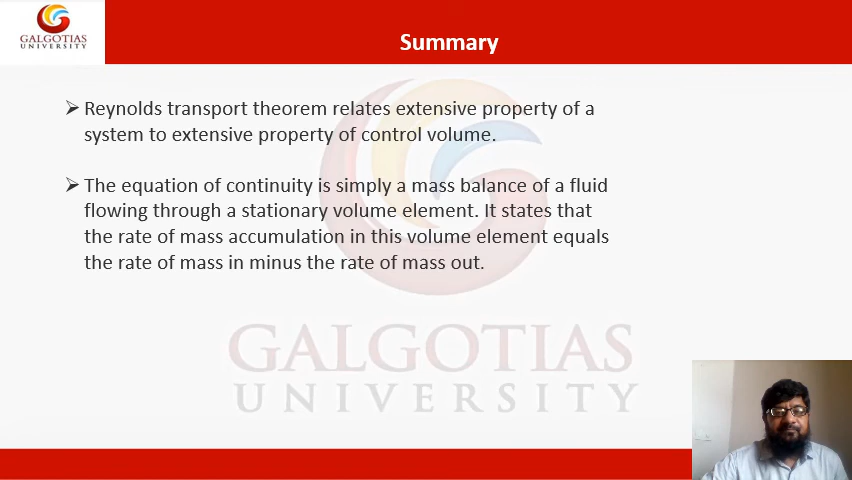 GALGOTIAS
UNIVERSITY
Summary
➢ Reynolds transport theorem relates extensive property of a
system to extensive property of control volume.
➢ The equation of continuity is simply a mass balance of a fluid
flowing through a stationary volume element. It states that
the rate of mass accumulation in this volume element equals
the rate of mass in minus the rate of mass out.
GALGOTIAS
UNIVERSITY